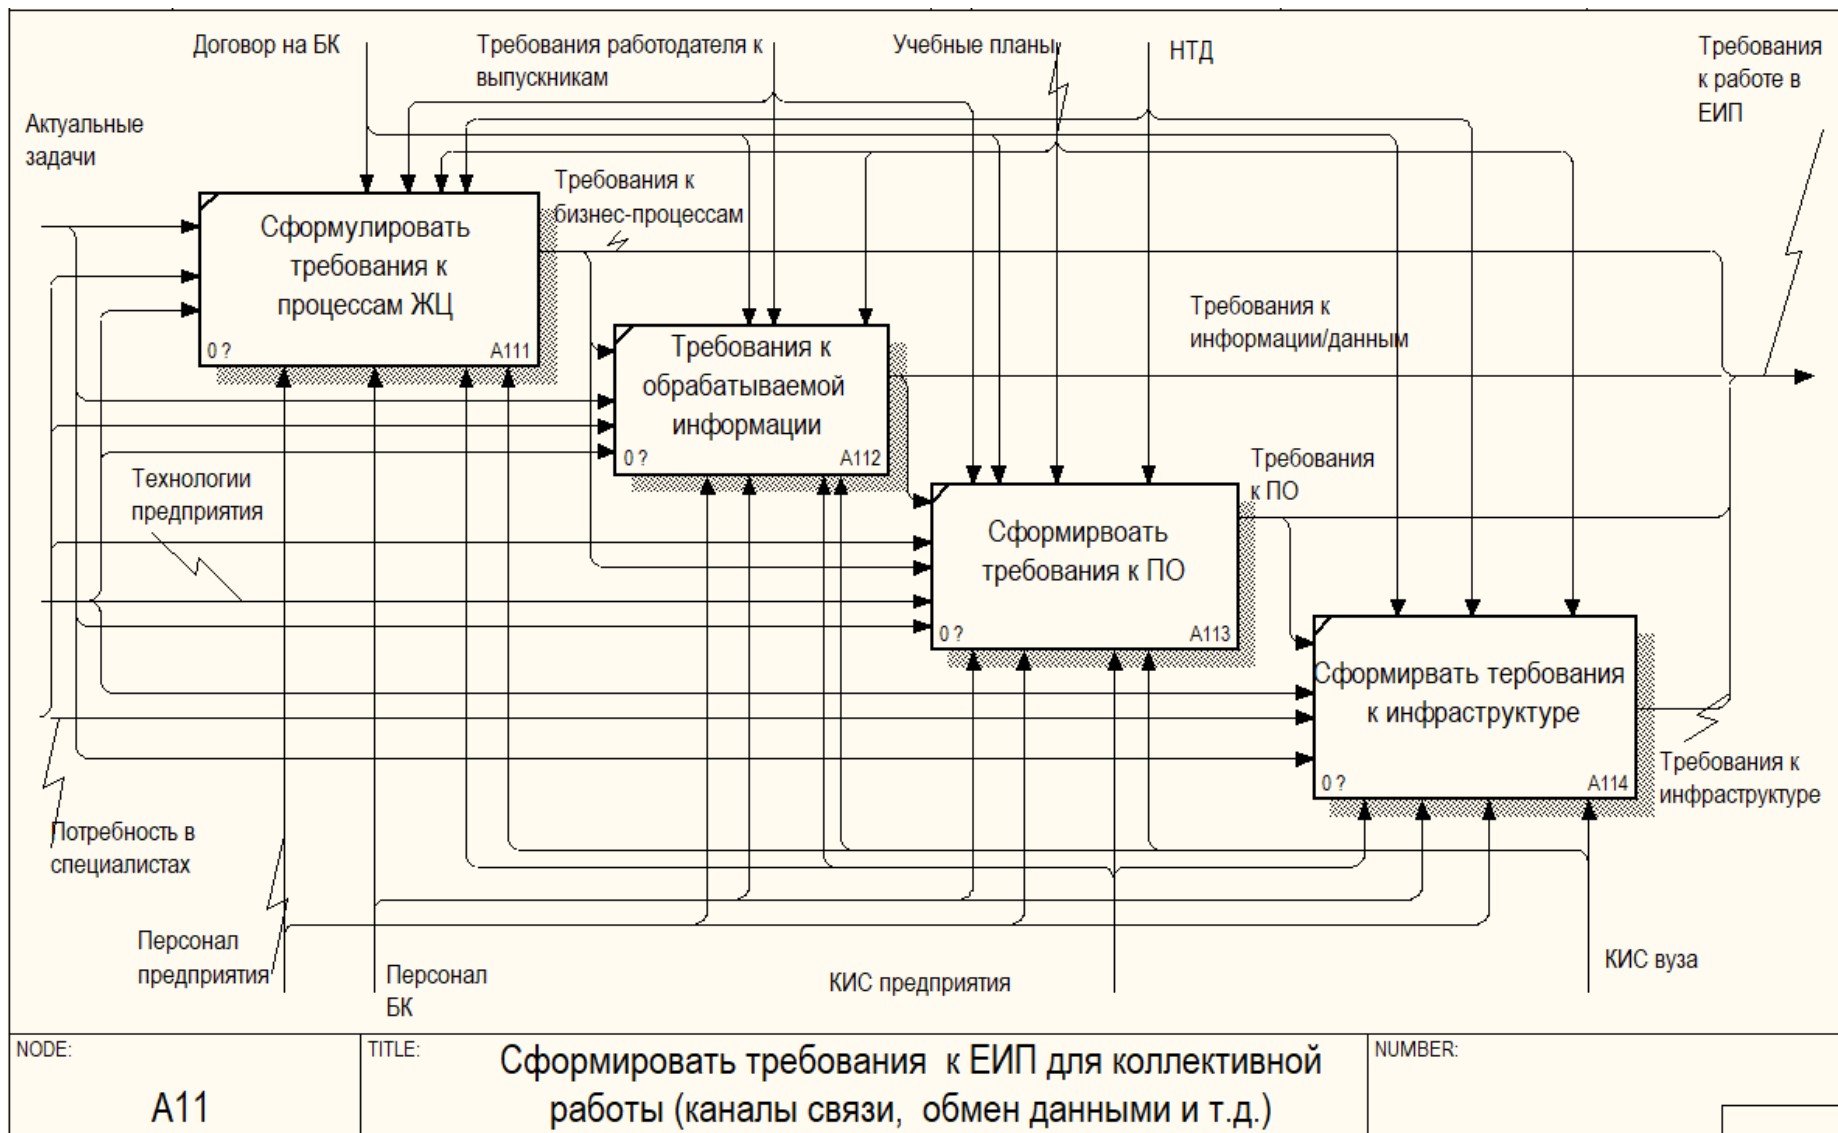 Договор на БК
Требования работодателя к
выпускникам
Учебные планы
НТД
Требования
к работе в
ЕИП
Актуальные
задачи
Требования к
бизнес-процессам
Сформулировать
требования к
процессам ЖЦ
0 ?
A111
Требования к
информации/данным
Требования к
обрабатываемой
информации
0 ?
A112
Требования
к ПО
Технологии
предприятия
Сформирвоать
требования к ПО
0 ?
A113
Сформирвать тербования
к инфраструктуре
0 ?
A114
Требования к
инфраструктуре
Потребность в
специалистах
Персонал
предприятия
Персонал
БК
КИС предприятия
КИС вуза
NODE:
A11
TITLE:
Сформировать требования к ЕИП для коллективной
работы (каналы связи, обмен данными и т.д.)
NUMBER: